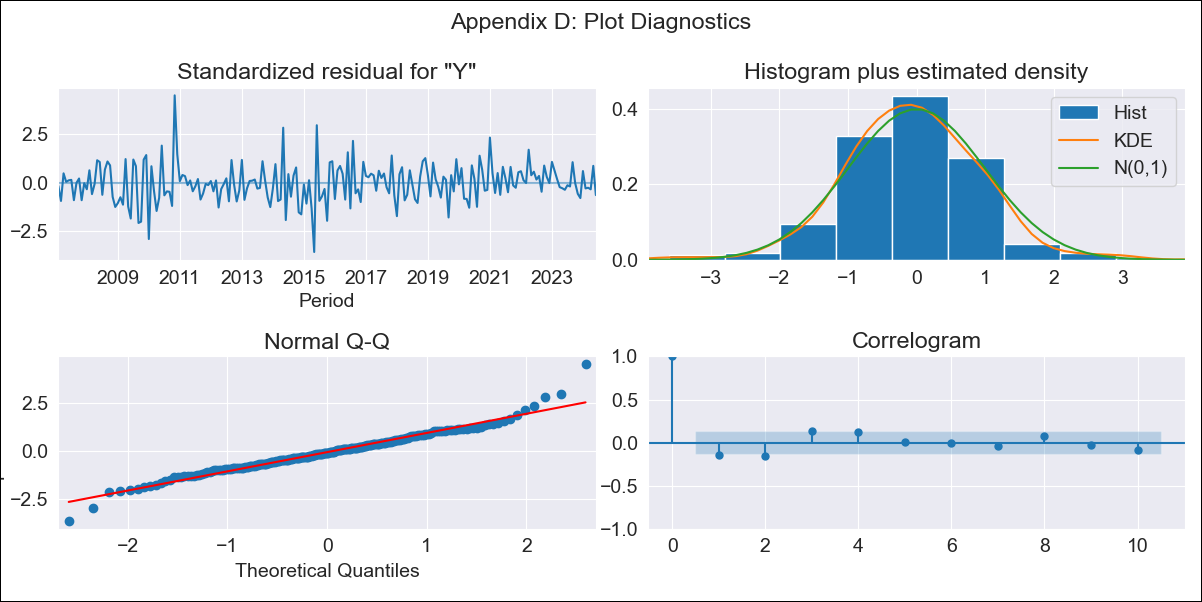 Appendix D: Plot Diagnostics
Standardized residual for "Y"
2.5
0.0
−2.5
2009 2011 2013 2015 2017 2019 2021 2023
Period
Histogram plus estimated density
0.4
0.2
0.0
Hist
KDE
N(0,1)
−3 −2 −1 0 1 2 3
Normal Q-Q
2.5
0.0
−2.5
−2 −1 0 1 2
Theoretical Quantiles
Correlogram
1.0
0.5
0.0
−0.5
−1.0
0 2 4 6 8 10